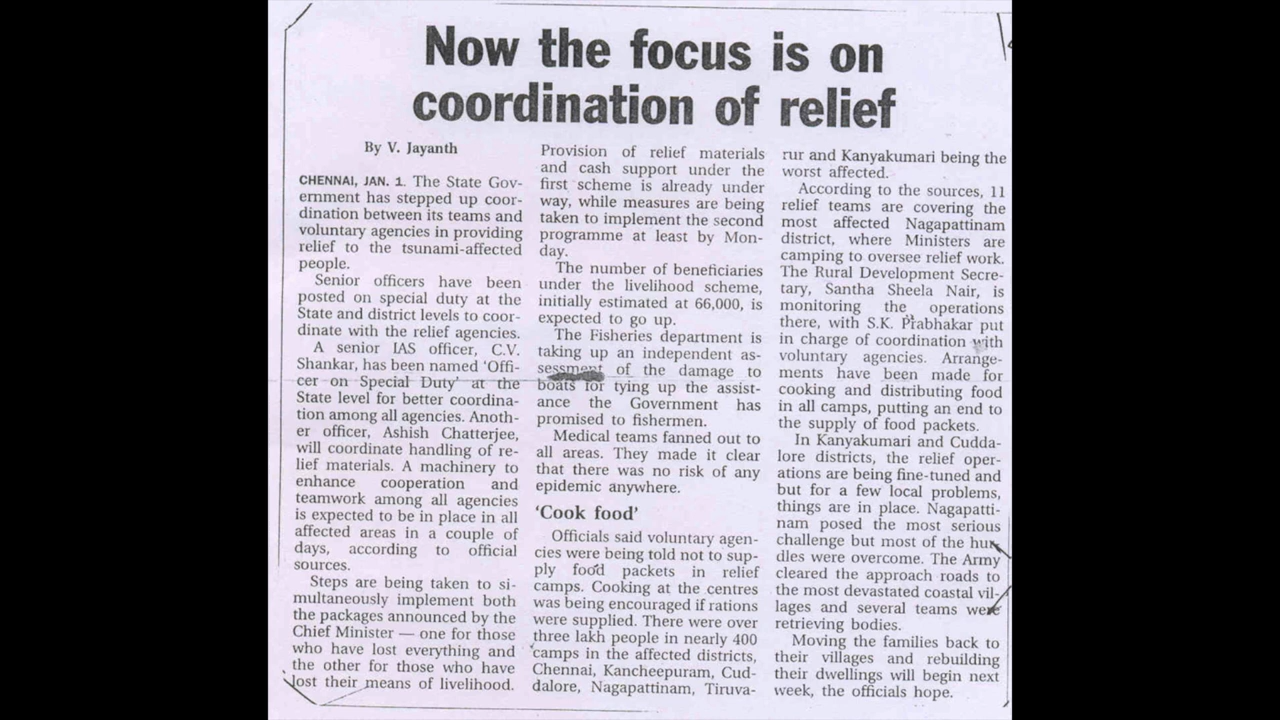 Now the focus is on
coordination of relief
By V. Jayanth
CHENNAI, JAN. 1. The State Gov-
ernment has stepped up coor-
dination between its teams and
voluntary agencies in providing
relief to the tsunami-affected
people.
Senior officers have been
posted on special duty at the
State and district levels to coor-
dinate with the relief agencies.
A senior IAS officer, C.V.
Shankar, has been named ‘Offi-
cer on Special Duty’ at the
State level for better coordina-
tion among all agencies. Anoth-
er officer, Ashish Chatterjee,
will coordinate handling of re-
lief materials. A machinery to
enhance cooperation and
teamwork among all agencies
is expected to be in place in all
affected areas in a couple of
days, according to official
sources.
Steps are being taken to si-
multaneously implement both
the packages announced by the
Chief Minister — one for those
who have lost everything and
the other for those who have
lost their means of livelihood.
Provision of relief materials
and cash support under the
first scheme is already under
way, while measures are being
taken to implement the second
programme at least by Mon-
day.
The number of beneficiaries
under the livelihood scheme,
initially estimated at 66,000, is
expected to go up.
The Fisheries department is
taking up an independent as-
sessment of the damage to
boats for tying up the assist-
ance the Government has
promised to fishermen.
Medical teams fanned out to
all areas. They made it clear
that there was no risk of any
epidemic anywhere.
‘Cook food’
Officials said voluntary agen-
cies were being told not to sup-
ply food packets in relief
camps. Cooking at the centres
was being encouraged if rations
were supplied. There were over
three lakh people in nearly 400
camps in the affected districts,
Chennai, Kancheepuram, Cud-
dalore, Nagapattinam, Tiruva-
rur and Kanyakumari being the
worst affected.
According to the sources, 11
relief teams are covering the
most affected Nagapattinam
district, where Ministers are
camping to oversee relief work.
The Rural Development Secre-
tary, Santha Sheela Nair, is
monitoring the operations
there, with S.K. Prabhakar put
in charge of coordination with
voluntary agencies. Arrange-
ments have been made for
cooking and distributing food
in all camps, putting an end to
the supply of food packets.
In Kanyakumari and Cudda-
lore districts, the relief oper-
ations are being fine-tuned and
but for a few local problems,
things are in place. Nagapatti-
nam posed the most serious
challenge but most of the hur-
dles were overcome. The Army
cleared the approach roads to
the most devastated coastal vil-
lages and several teams were
retrieving bodies.
Moving the families back to
their villages and rebuilding
their dwellings will begin next
week, the officials hope.